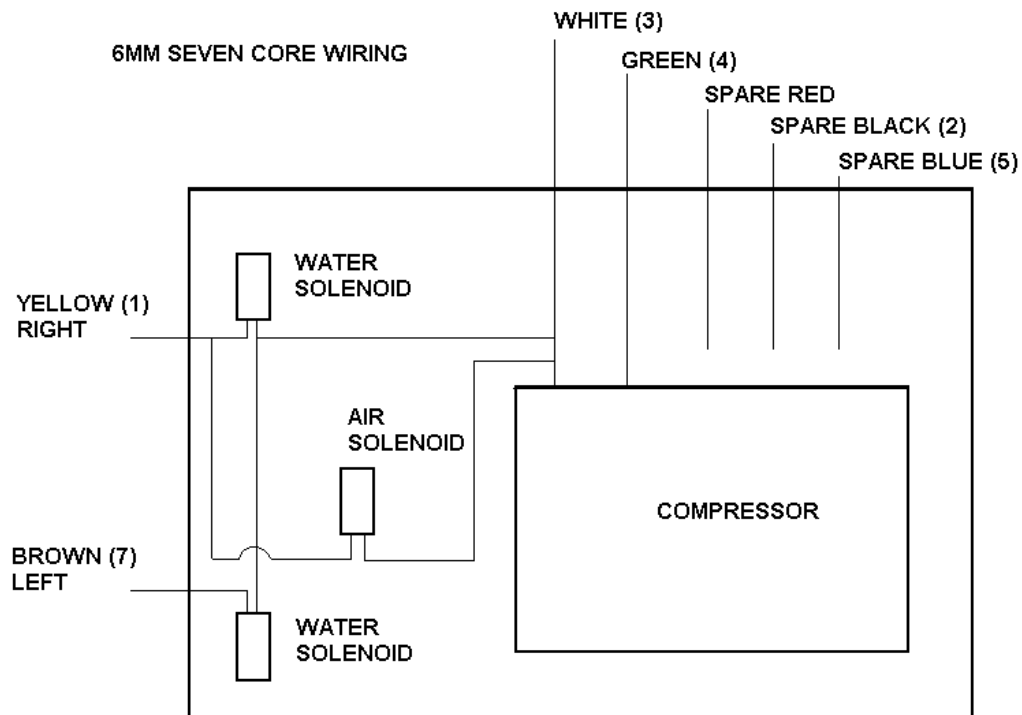 WHITE (3)
6MM SEVEN CORE WIRING
GREEN (4)
SPARE RED
SPARE BLACK (2)
SPARE BLUE (5)
WATER
SOLENOID
YELLOW (1)
RIGHT
AIR
SOLENOID
COMPRESSOR
BROWN (7)
LEFT
WATER
SOLENOID